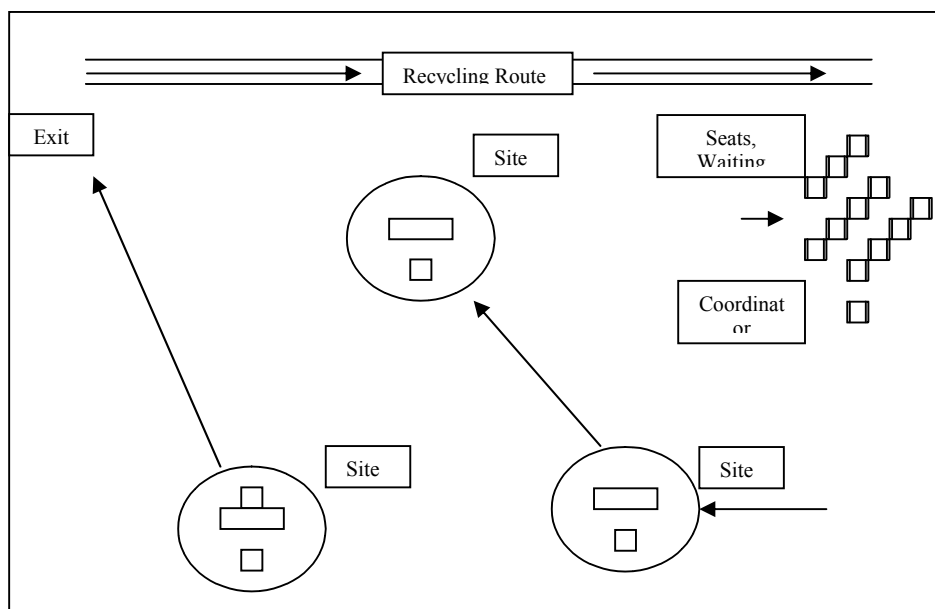 Recycling Route
Exit
Site
Seats,
Waiting
Coordinat
or
Site
Site